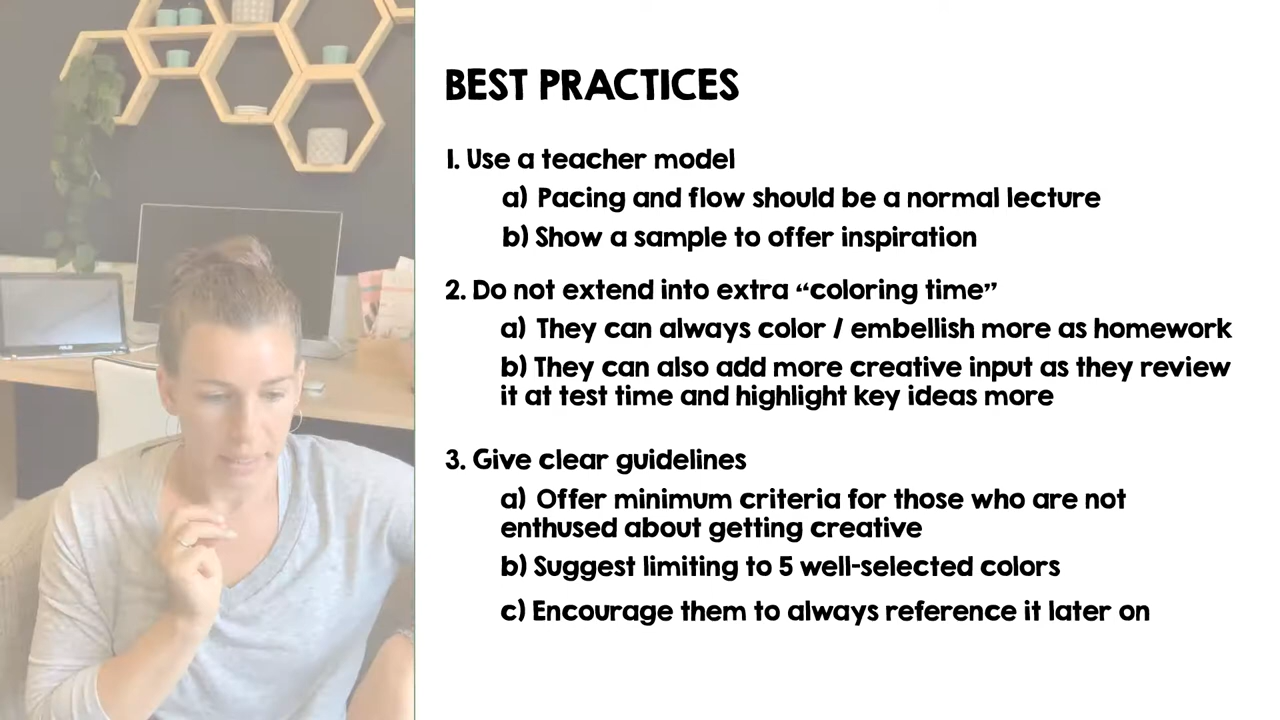 BEST PRACTICES
1. Use a teacher model
a) Pacing and flow should be a normal lecture
b) Show a sample to offer inspiration
2. Do not extend into extra “coloring time”
a) They can always color / embellish more as homework
b) They can also add more creative input as they review
it at test time and highlight key ideas more
3. Give clear guidelines
a) Offer minimum criteria for those who are not
enthused about getting creative
b) Suggest limiting to 5 well-selected colors
c) Encourage them to always reference it later on
ASUS